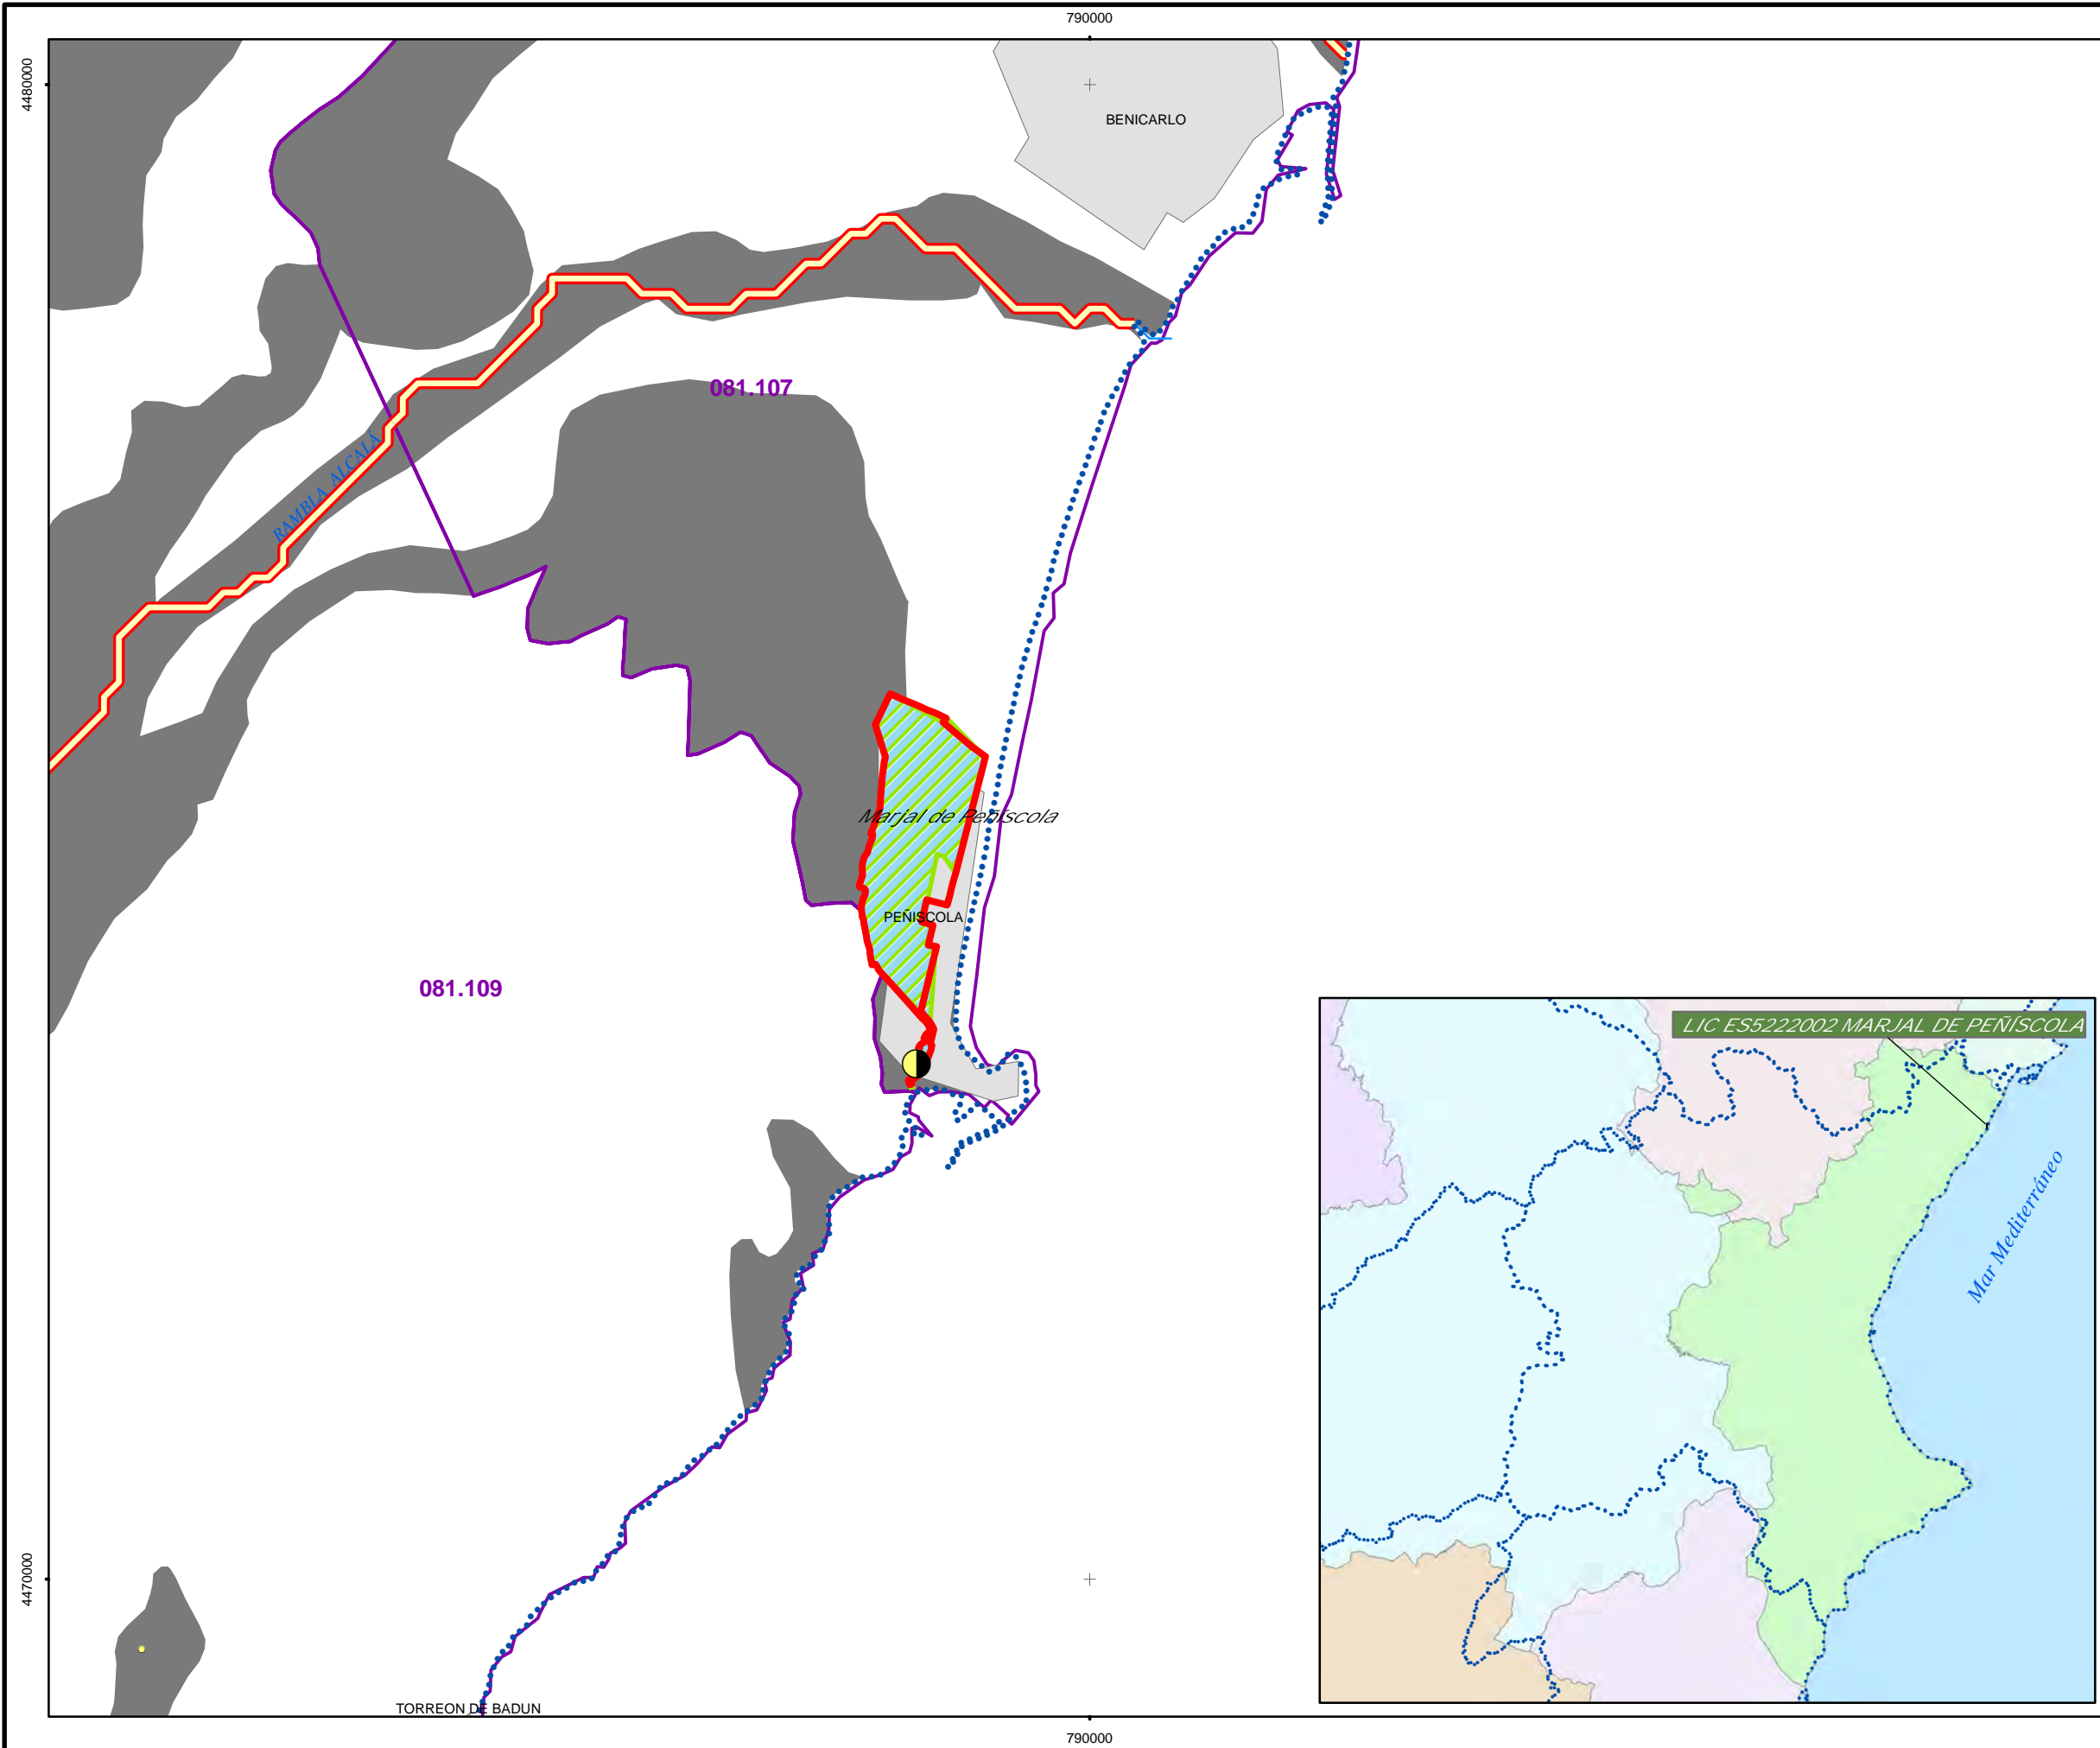 790000
4480000
BENICARLO
081.107
RAMBLA ALCALA
Marjal de Peñíscola
PEÑISCOLA
081.109
LIC ES5222002 MARJAL DE PEÑÍSCOLA
Mar Mediterráneo
4470000
TORREON DE BADUN
790000